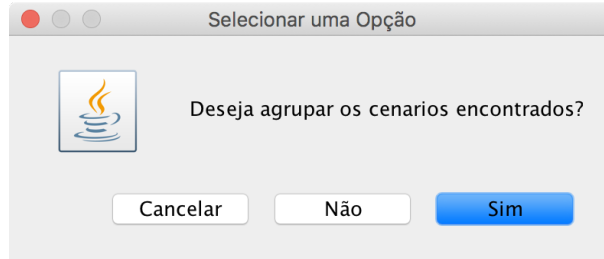 Selecionar uma Opção
Deseja agrupar os cenarios encontrados?
Cancelar Não Sim